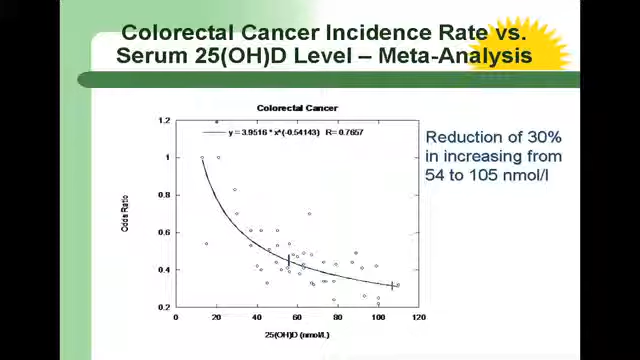 Colorectal Cancer Incidence Rate vs.
Serum 25(OH)D Level – Meta-Analysis
Colorectal Cancer
y = 3.9516 * x^(-0.54143) R= 0.7657
Reduction of 30%
in increasing from
54 to 105 nmol/l
Odds Ratio
1.2
1
0.8
0.6
0.4
0.2
0 20 40 60 80 100 120
25(OH)D (nmol/L)